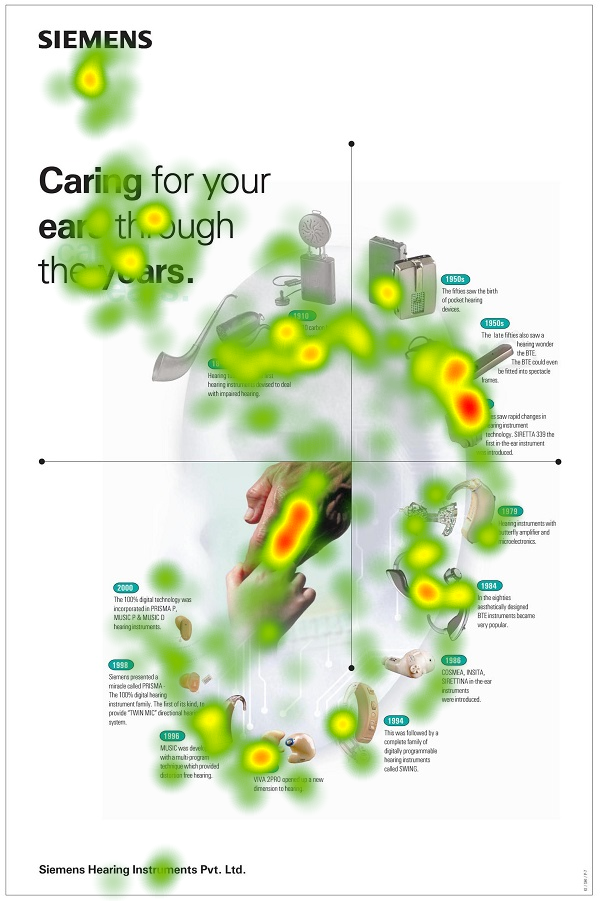 SIEMENS
Caring for your
ears through
the years.
1910
Hearing
hearing instruments devised to deal
with impaired hearing.
1950s
The fifties saw the birth
of pocket hearing
devices.
1950s
The late fifties also saw a
hearing wonder
the BTE.
The BTE could even
be fitted into spectacle
frames.
saw rapid changes in
hearing instrument
technology. SIRETTA 339 the
first in-the-ear instrument
was introduced.
1979
Hearing instruments with
butterfly amplifier and
microelectronics.
1984
In the eighties
aesthetically designed
BTE instruments became
very popular.
1986
COSMEA, INSITA,
SIRETTINA in the ear
instruments
were introduced.
1994
This was followed by a
complete family of
digitally programmable
hearing instruments
called SWING.
VIVA 2PRO opened up a new
dimension to hearing.
1996
MUSIC was
with a multi-program
technique which provided
distortion free hearing.
1998
Siemens presented a
miracle called PRISMA -
The 100% digital hearing
instrument family. The first of its kind, to
provide "TWIN MIC" directional hearing
system.
2000
The 100% digital technology was
incorporated in PRISMA P,
MUSIC P & MUSIC D
hearing instruments.
Siemens Hearing Instruments Pvt. Ltd.